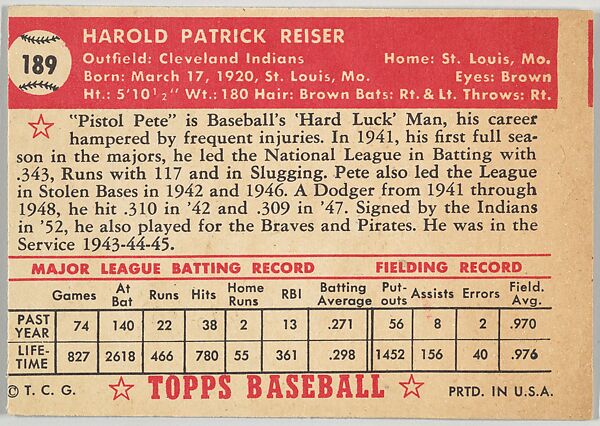 189
HAROLD PATRICK REISER
Outfield: Cleveland Indians Home: St. Louis, Mo.
Born: March 17, 1920, St. Louis, Mo. Eyes: Brown
Ht.: 5'10½" Wt.: 180 Hair: Brown Bats: Rt. & Lt. Throws: Rt.
"Pistol Pete" is Baseball's 'Hard Luck' Man, his career
hampered by frequent injuries. In 1941, his first full sea-
son in the majors, he led the National League in Batting with
.343, Runs with 117 and in Slugging. Pete also led the League
in Stolen Bases in 1942 and 1946. A Dodger from 1941 through
1948, he hit .310 in '42 and .309 in '47. Signed by the Indians
in '52, he also played for the Braves and Pirates. He was in the
Service 1943-44-45.
MAJOR LEAGUE BATTING RECORD FIELDING RECORD
Games At Bat Runs Hits Home Runs RBI Batting Average Put-outs Assists Errors Field. Avg.
PAST YEAR 74 140 22 38 2 13 .271 56 8 2 .970
LIFE-TIME 827 2618 466 780 55 361 .298 1452 156 40 .976
© T. C. G. TOPPS BASEBALL PRTD. IN U.S.A.